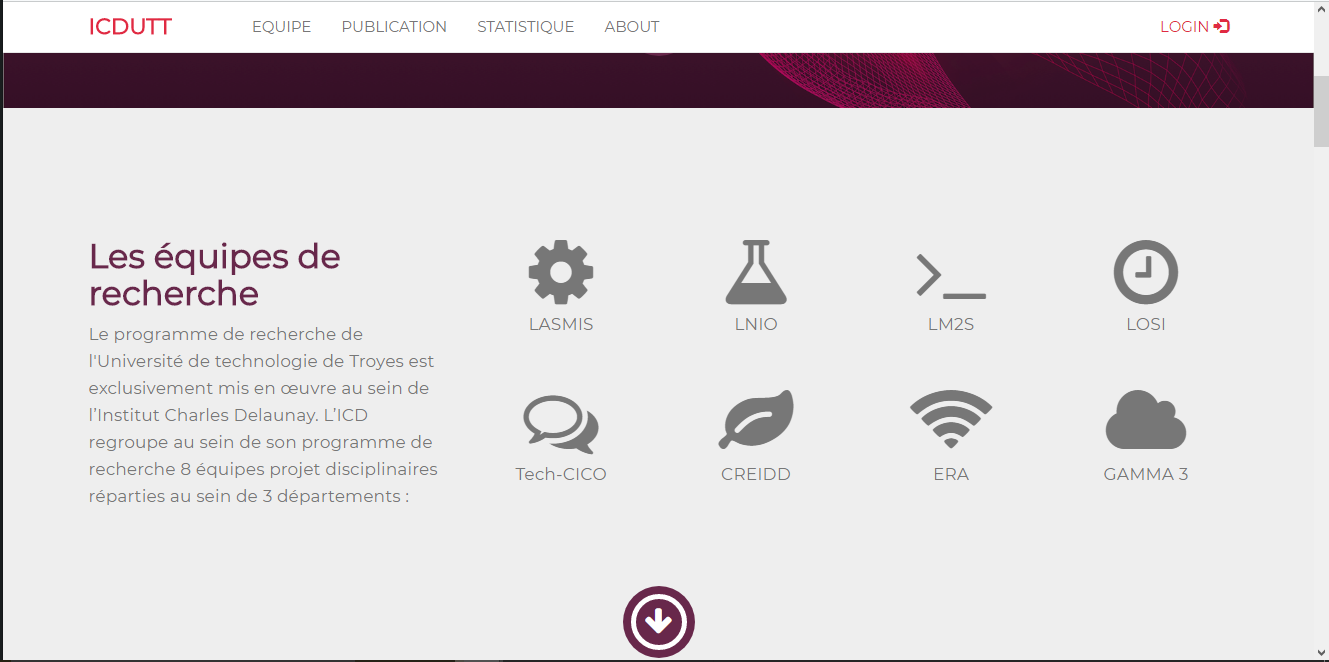 ICDUTT
EQUIPE
PUBLICATION
STATISTIQUE
ABOUT
LOGIN
Les équipes de
recherche
Le programme de recherche de
l'Université de technologie de Troyes est
exclusivement mis en œuvre au sein de
l’Institut Charles Delaunay. L’ICD
regroupe au sein de son programme de
recherche 8 équipes projet disciplinaires
réparties au sein de 3 départements :
LASMIS
LNIO
LM2S
LOSI
Tech-CICO
CREIDD
ERA
GAMMA 3